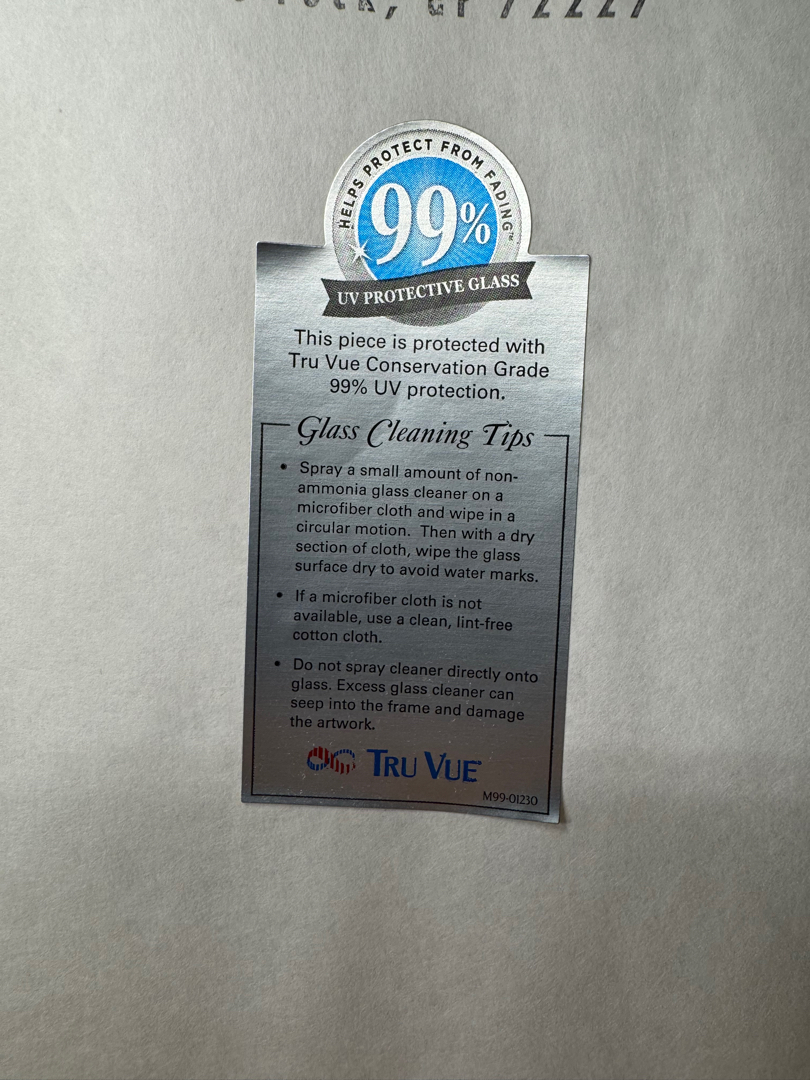 72227
HELPS PROTECT FROM FADING™
99%
UV PROTECTIVE GLASS
This piece is protected with
Tru Vue Conservation Grade
99% UV protection.
Glass Cleaning Tips
• Spray a small amount of non-
ammonia glass cleaner on a
microfiber cloth and wipe in a
circular motion. Then with a dry
section of cloth, wipe the glass
surface dry to avoid water marks.
• If a microfiber cloth is not
available, use a clean, lint-free
cotton cloth.
• Do not spray cleaner directly onto
glass. Excess glass cleaner can
seep into the frame and damage
the artwork.
TRU VUE®
M99-01230